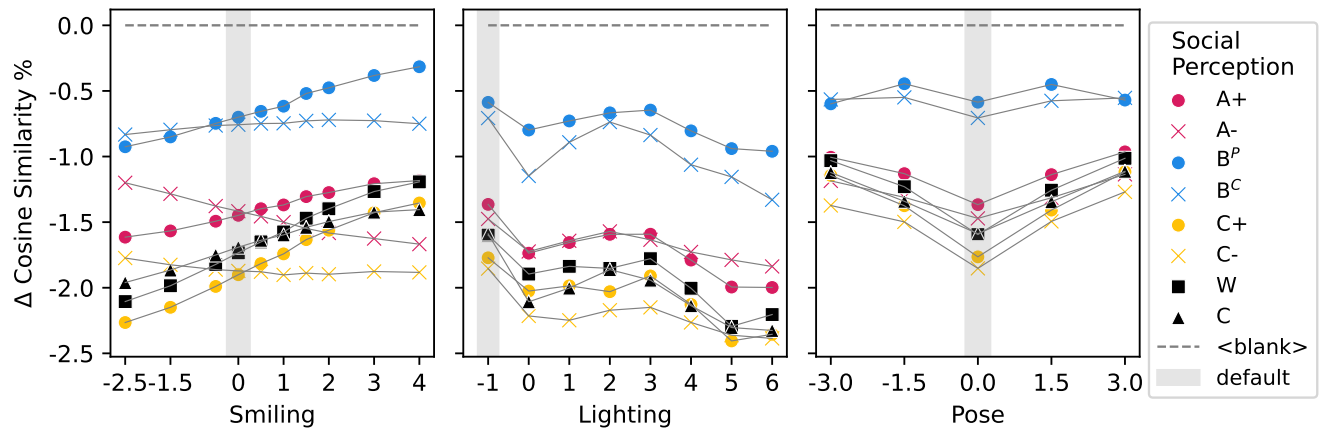 Δ Cosine Similarity %
0.0
-0.5
-1.0
-1.5
-2.0
-2.5
-2.5 -1.5 0 1 2 3 4
Smiling
-1 0 1 2 3 4 5 6
Lighting
-3.0 -1.5 0.0 1.5 3.0
Pose
Social
Perception
A+
A-
B^P
B^C
C+
C-
W
C
<blank>
default